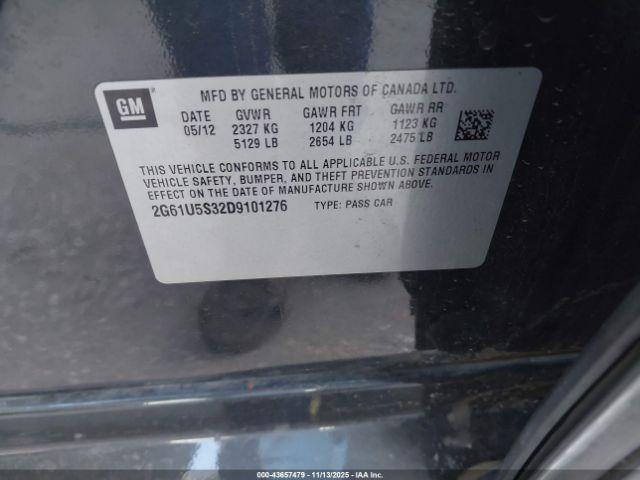 GM
MFD BY GENERAL MOTORS OF CANADA LTD.
DATE GVWR GAWR FRT GAWR RR
05/12 2327 KG 1204 KG 1123 KG
5129 LB 2654 LB 2475 LB
THIS VEHICLE CONFORMS TO ALL APPLICABLE U.S. FEDERAL MOTOR
VEHICLE SAFETY, BUMPER, AND THEFT PREVENTION STANDARDS IN
EFFECT ON THE DATE OF MANUFACTURE SHOWN ABOVE.
2G61U5S32D9101276 TYPE: PASS CAR
000-43657479 - 11/13/2025 - IAA Inc.